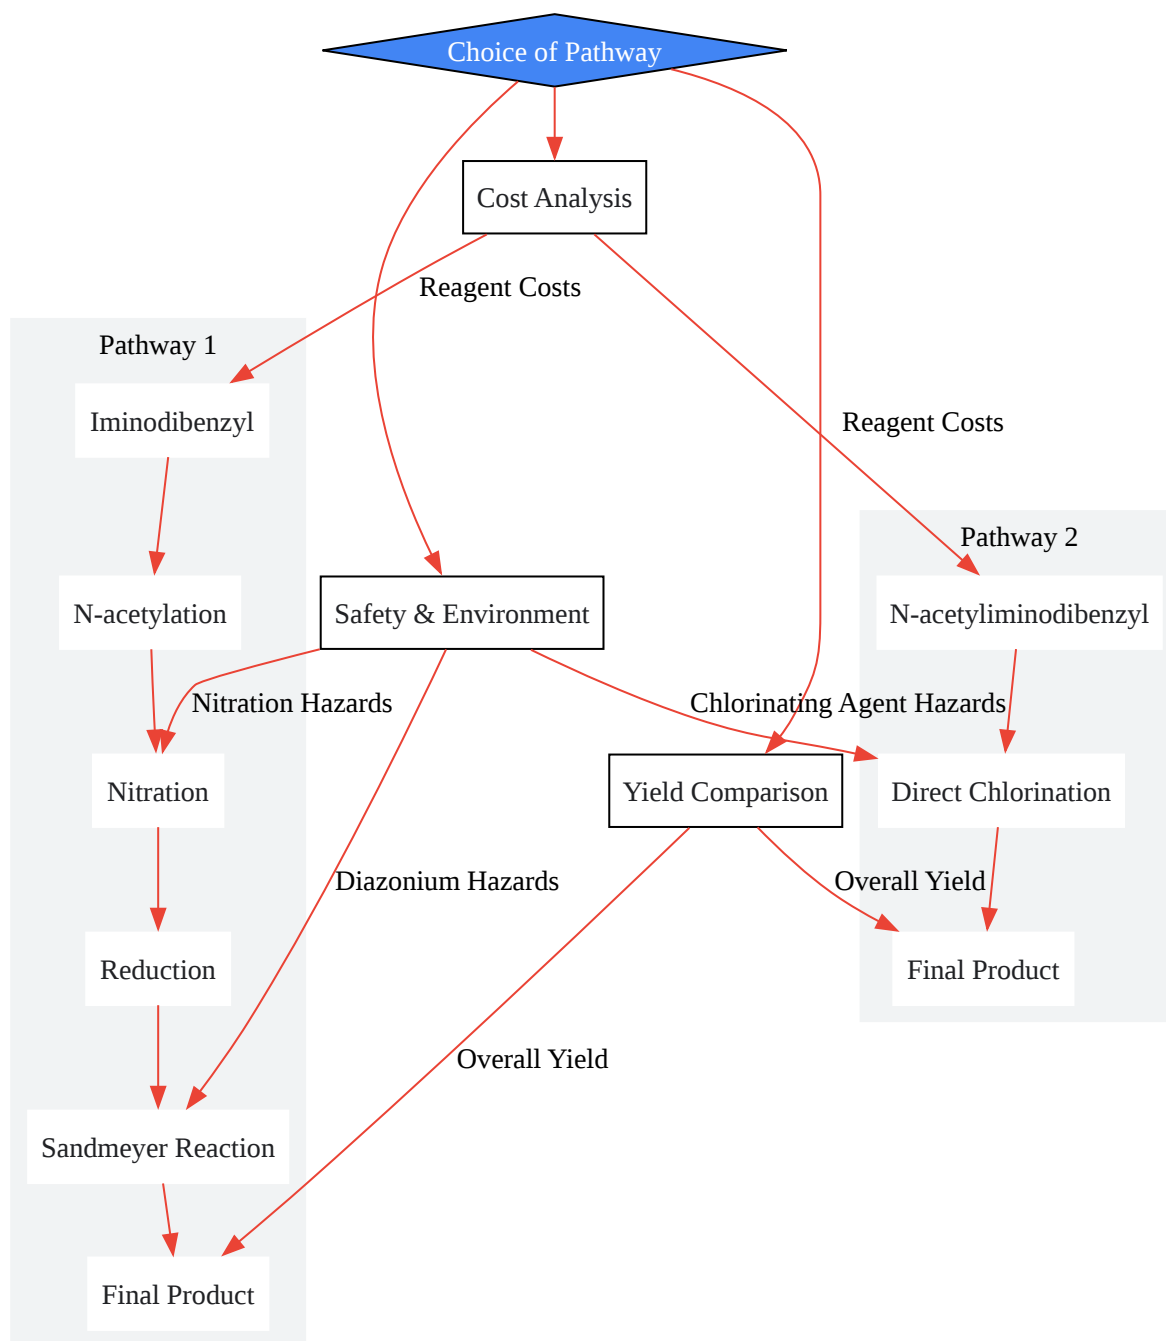 Choice of Pathway
Cost Analysis
Reagent Costs
Pathway 1
Iminodibenzyl
Reagent Costs
Pathway 2
N-acetylation
Safety & Environment
N-acetyliminodibenzyl
Nitration Hazards
Chlorinating Agent Hazards
Nitration
Yield Comparison
Direct Chlorination
Diazonium Hazards
Overall Yield
Reduction
Final Product
Overall Yield
Sandmeyer Reaction
Final Product